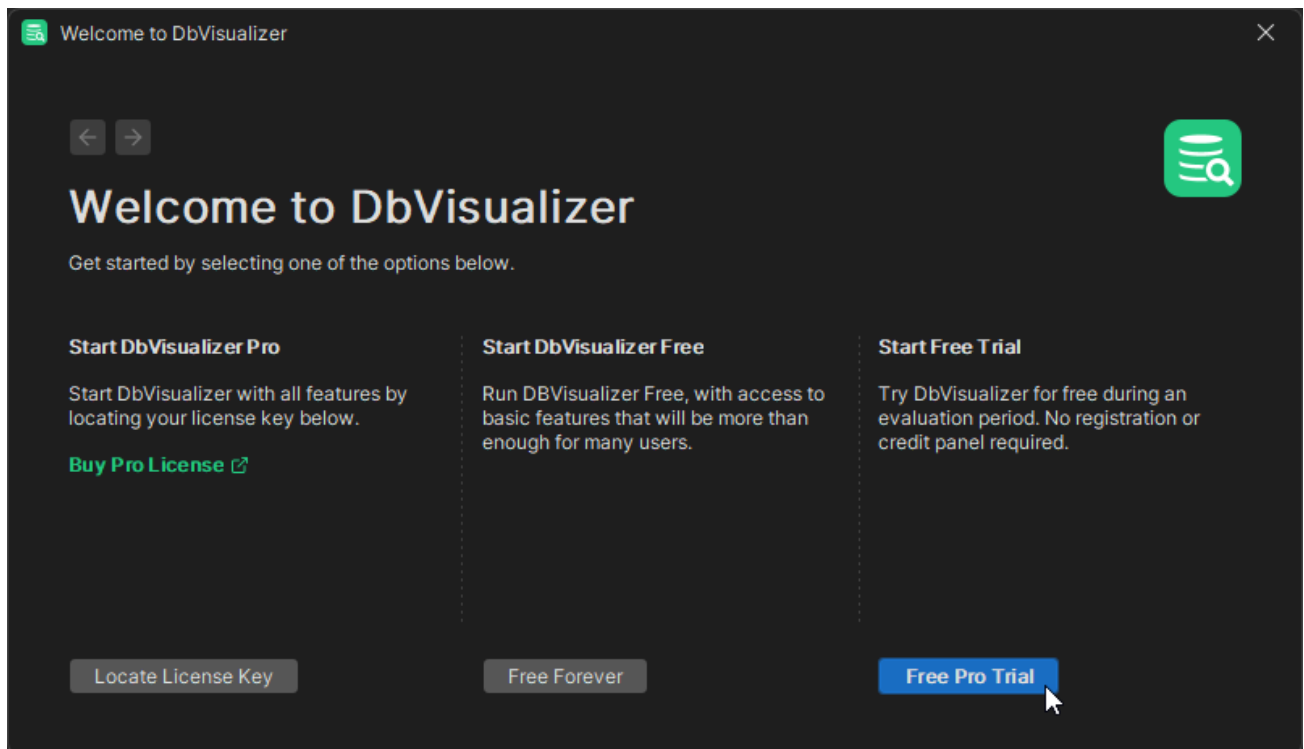 Welcome to DbVisualizer
Welcome to DbVisualizer
Get started by selecting one of the options below.
Start DbVisualizer Pro
Start DbVisualizer with all features by
locating your license key below.
Buy Pro License
Locate License Key
Start DbVisualizer Free
Run DBVisualizer Free, with access to
basic features that will be more than
enough for many users.
Free Forever
Start Free Trial
Try DbVisualizer for free during an
evaluation period. No registration or
credit panel required.
Free Pro Trial